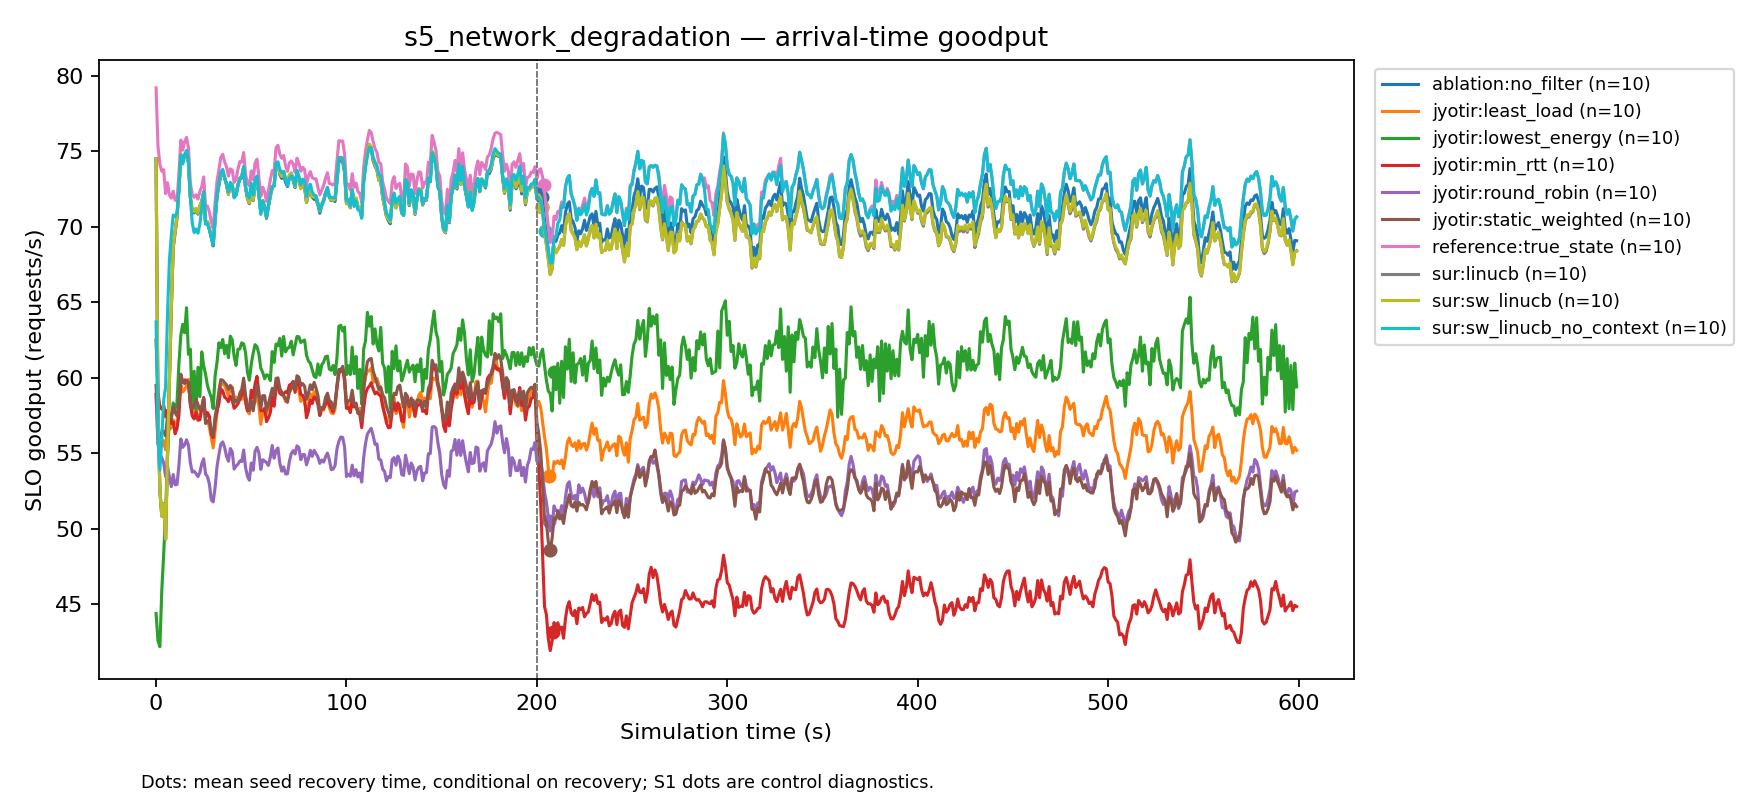 s5_network_degradation — arrival-time goodput
SLO goodput (requests/s)
80
75
70
65
60
55
50
45
0
100
200
300
400
500
600
Simulation time (s)
ablation:no_filter (n=10)
jyotir:least_load (n=10)
jyotir:lowest_energy (n=10)
jyotir:min_rtt (n=10)
jyotir:round_robin (n=10)
jyotir:static_weighted (n=10)
reference:true_state (n=10)
sur:linucb (n=10)
sur:sw_linucb (n=10)
sur:sw_linucb_no_context (n=10)
Dots: mean seed recovery time, conditional on recovery; S1 dots are control diagnostics.